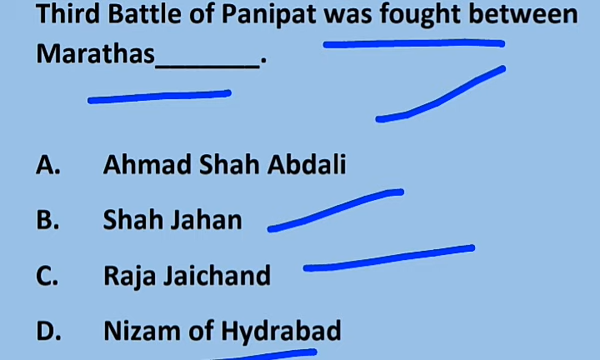 Third Battle of Panipat was fought between
Marathas_______.
A. Ahmad Shah Abdali
B. Shah Jahan
C. Raja Jaichand
D. Nizam of Hydrabad